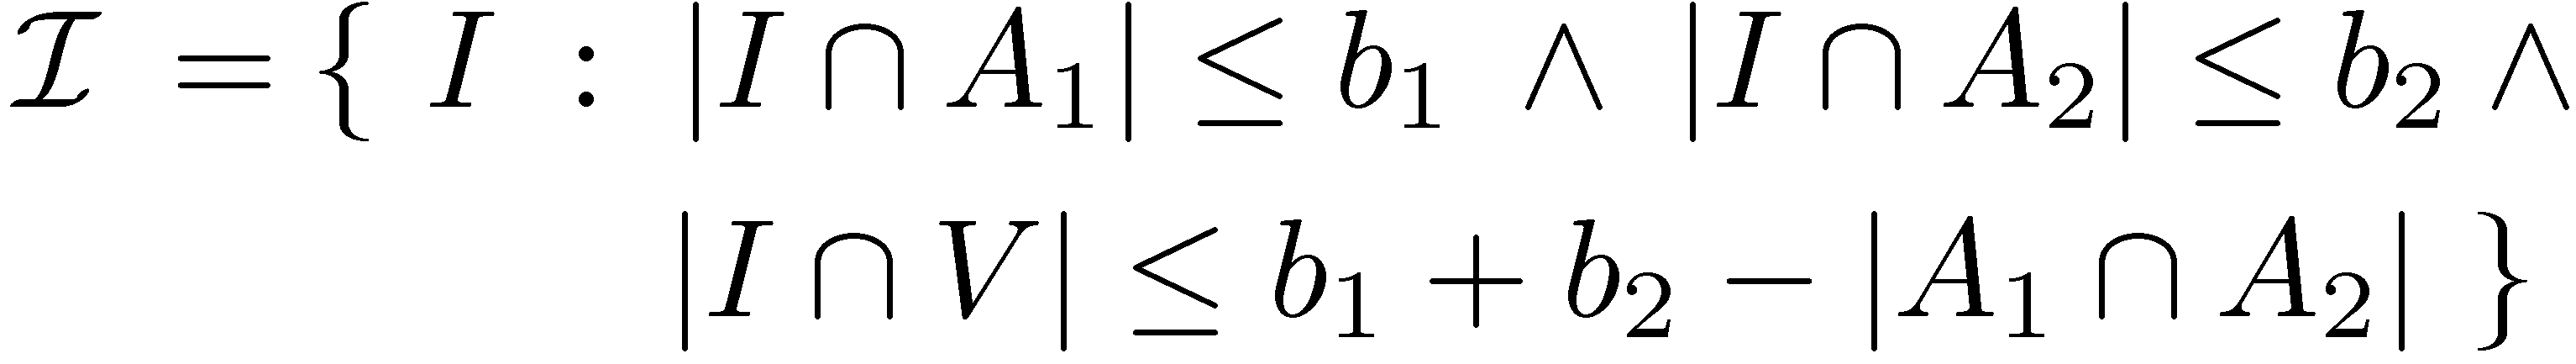 ℐ = { I : |I ∩ A₁| ≤ b₁ ∧ |I ∩ A₂| ≤ b₂ ∧
|I ∩ V| ≤ b₁ + b₂ − |A₁ ∩ A₂| }